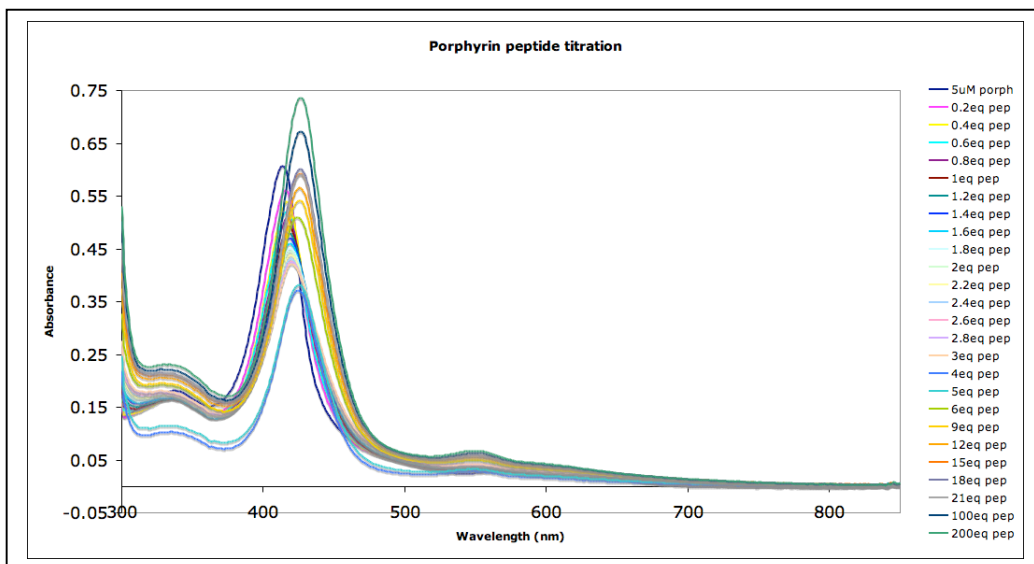 Porphyrin peptide titration
0.75
0.65
0.55
0.45
0.35
0.25
0.15
0.05
-0.05
Absorbance
300
400
500
600
700
800
Wavelength (nm)
5uM porph
0.2eq pep
0.4eq pep
0.6eq pep
0.8eq pep
1eq pep
1.2eq pep
1.4eq pep
1.6eq pep
1.8eq pep
2eq pep
2.2eq pep
2.4eq pep
2.6eq pep
2.8eq pep
3eq pep
4eq pep
5eq pep
6eq pep
9eq pep
12eq pep
15eq pep
18eq pep
21eq pep
100eq pep
200eq pep